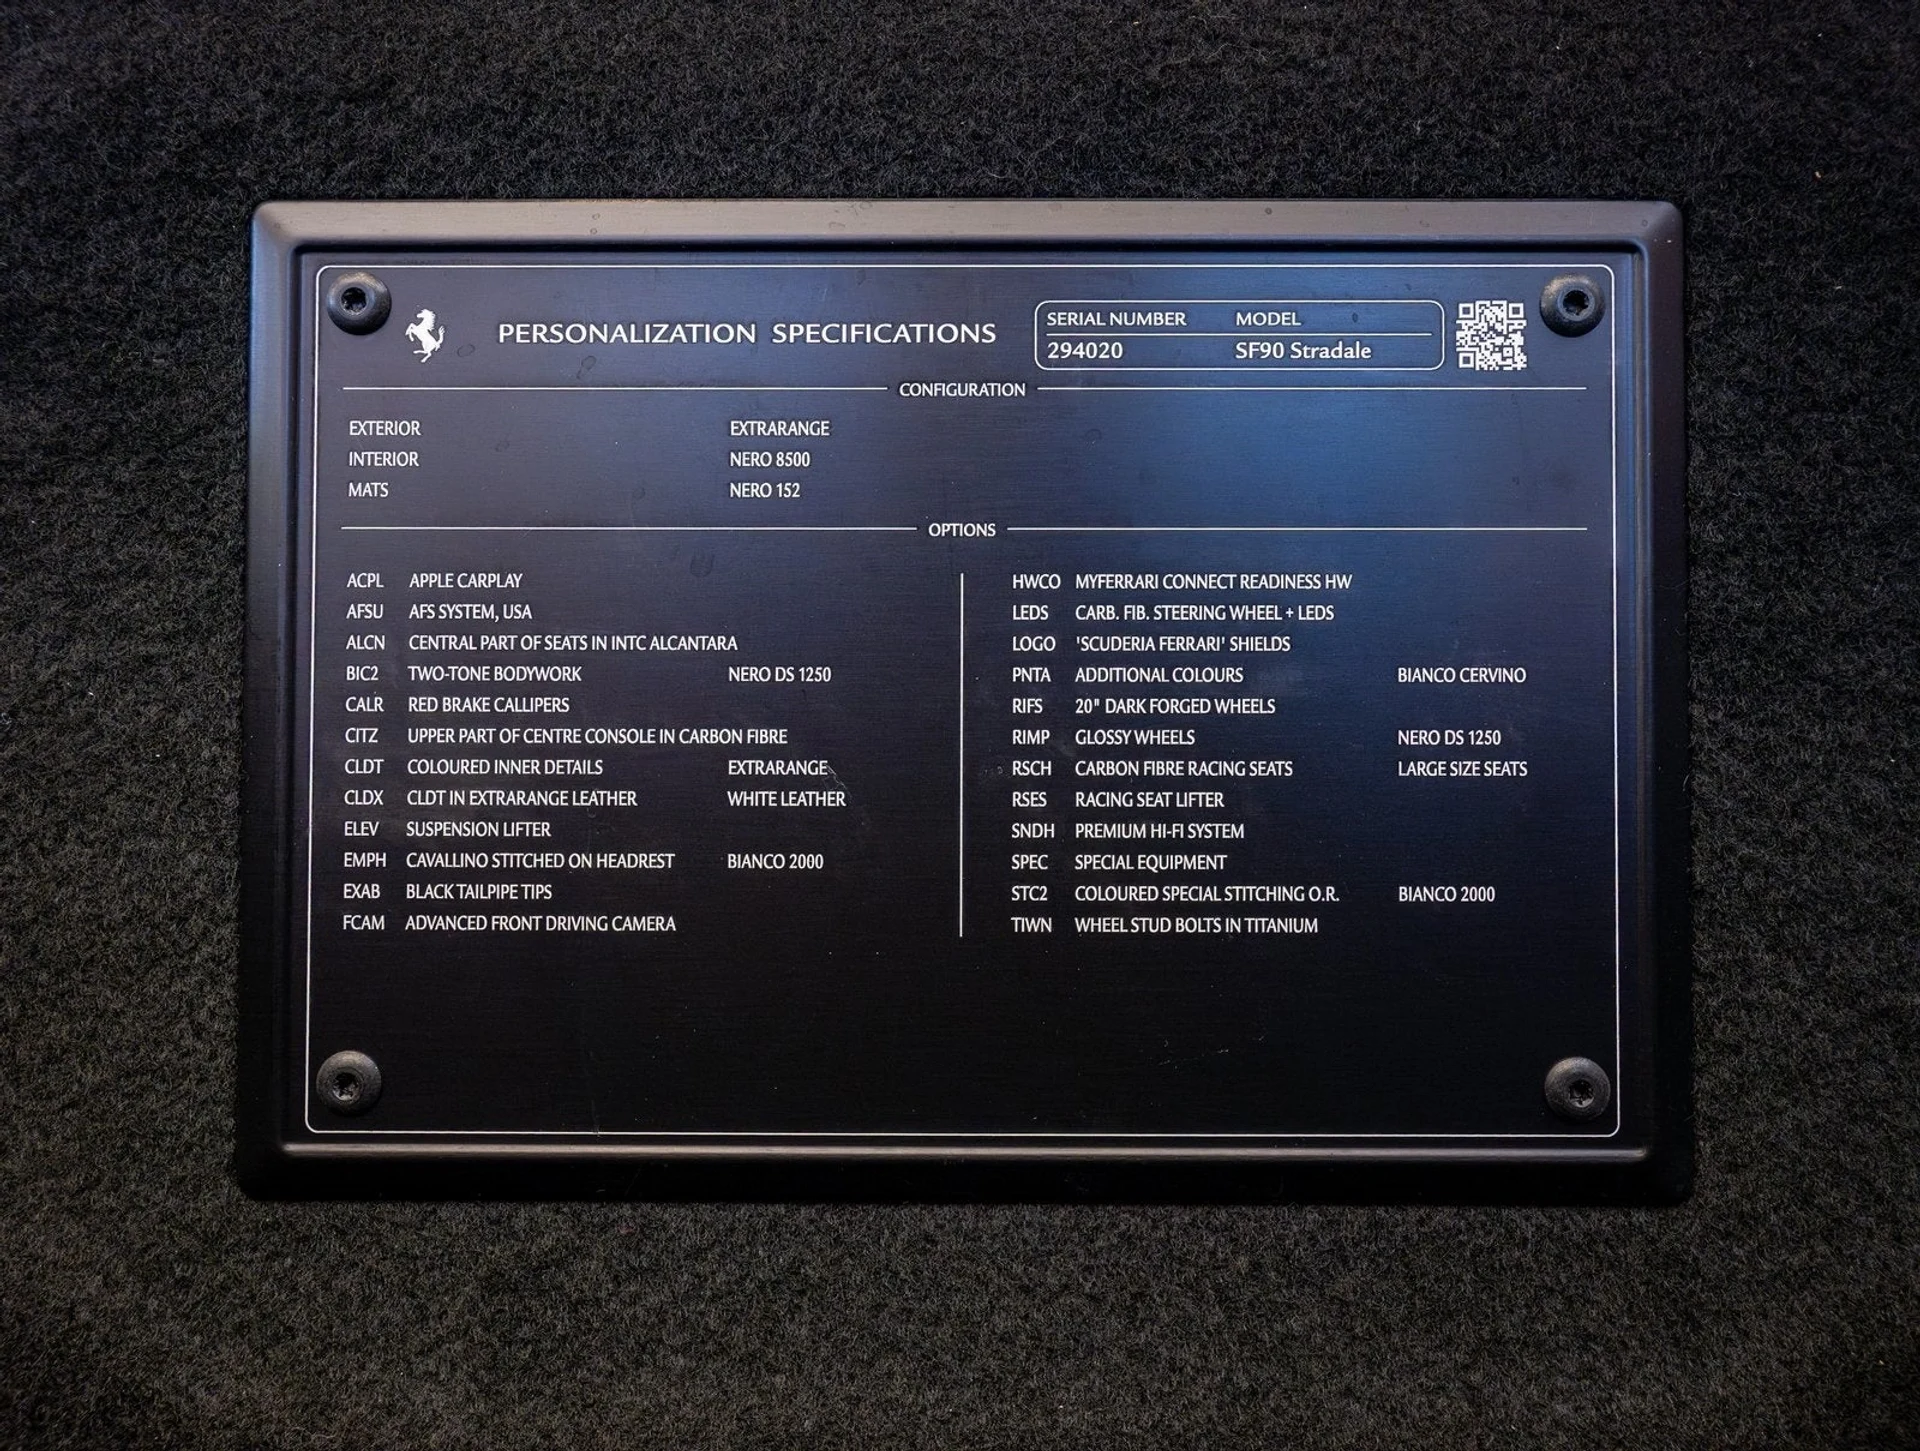 PERSONALIZATION SPECIFICATIONS
SERIAL NUMBER MODEL
294020 SF90 Stradale
CONFIGURATION
EXTERIOR EXTRARANGE
INTERIOR NERO 8500
MATS NERO 152
OPTIONS
ACPL APPLE CARPLAY
AFSU AFS SYSTEM, USA
ALCN CENTRAL PART OF SEATS IN INTC ALCANTARA
BIC2 TWO-TONE BODYWORK NERO DS 1250
CALR RED BRAKE CALLIPERS
CITZ UPPER PART OF CENTRE CONSOLE IN CARBON FIBRE
CLDT COLOURED INNER DETAILS EXTRARANGE
CLDX CLDT IN EXTRARANGE LEATHER WHITE LEATHER
ELEV SUSPENSION LIFTER
EMPH CAVALLINO STITCHED ON HEADREST BIANCO 2000
EXAB BLACK TAILPIPE TIPS
FCAM ADVANCED FRONT DRIVING CAMERA
HWCO MYFERRARI CONNECT READINESS HW
LEDS CARB. FIB. STEERING WHEEL + LEDS
LOGO 'SCUDERIA FERRARI' SHIELDS
PNTA ADDITIONAL COLOURS BIANCO CERVINO
RIFS 20" DARK FORGED WHEELS
RIMP GLOSSY WHEELS NERO DS 1250
RSCH CARBON FIBRE RACING SEATS LARGE SIZE SEATS
RSES RACING SEAT LIFTER
SNDH PREMIUM HI-FI SYSTEM
SPEC SPECIAL EQUIPMENT
STC2 COLOURED SPECIAL STITCHING O.R. BIANCO 2000
TIWN WHEEL STUD BOLTS IN TITANIUM